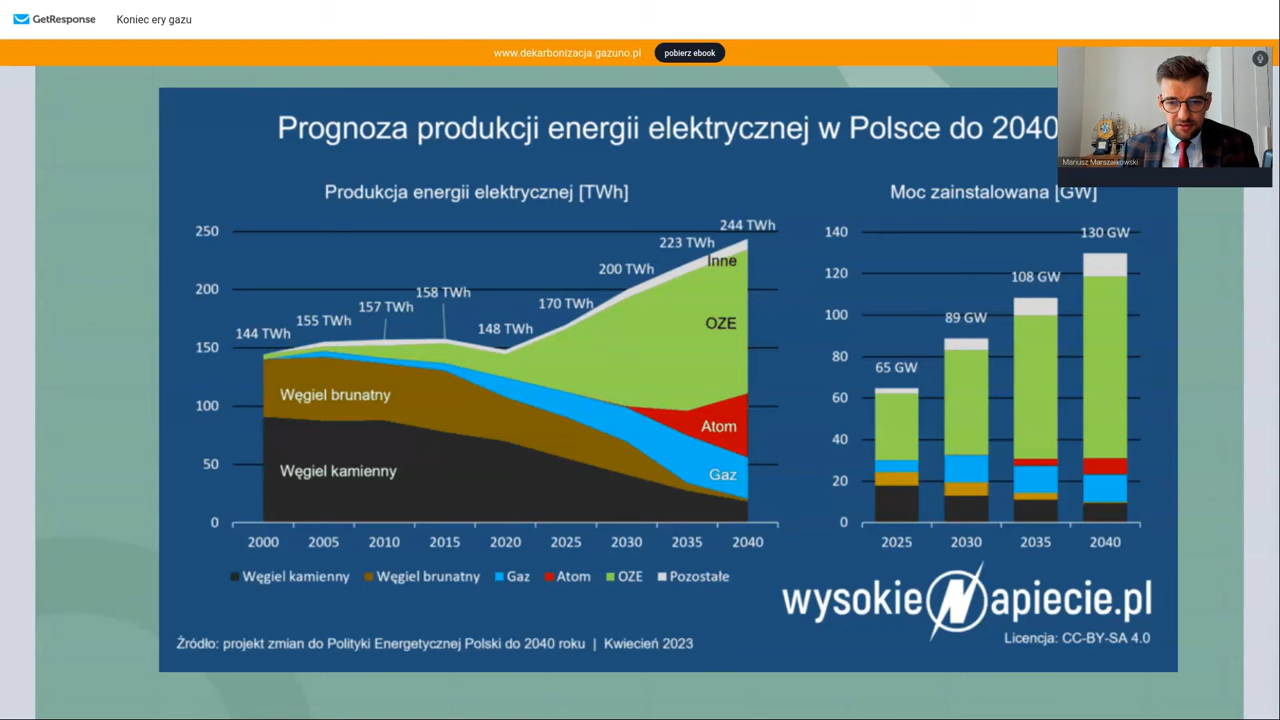 GetResponse
Koniec ery gazu
www.dekarbonizacja.gazuno.pl
pobierz ebook
Mariusz Marszałkowski
Prognoza produkcji energii elektrycznej w Polsce do 2040
Produkcja energii elektrycznej [TWh]
250
200
150
100
50
0
144 TWh
155 TWh
157 TWh
158 TWh
148 TWh
170 TWh
200 TWh
223 TWh
244 TWh
Inne
OZE
Atom
Gaz
Węgiel brunatny
Węgiel kamienny
2000 2005 2010 2015 2020 2025 2030 2035 2040
Węgiel kamienny Węgiel brunatny Gaz Atom OZE Pozostałe
Moc zainstalowana [GW]
140
120
100
80
60
40
20
0
65 GW
89 GW
108 GW
130 GW
2025 2030 2035 2040
wysokieNapiecie.pl
Licencja: CC-BY-SA 4.0
Źródło: projekt zmian do Polityki Energetycznej Polski do 2040 roku | Kwiecień 2023